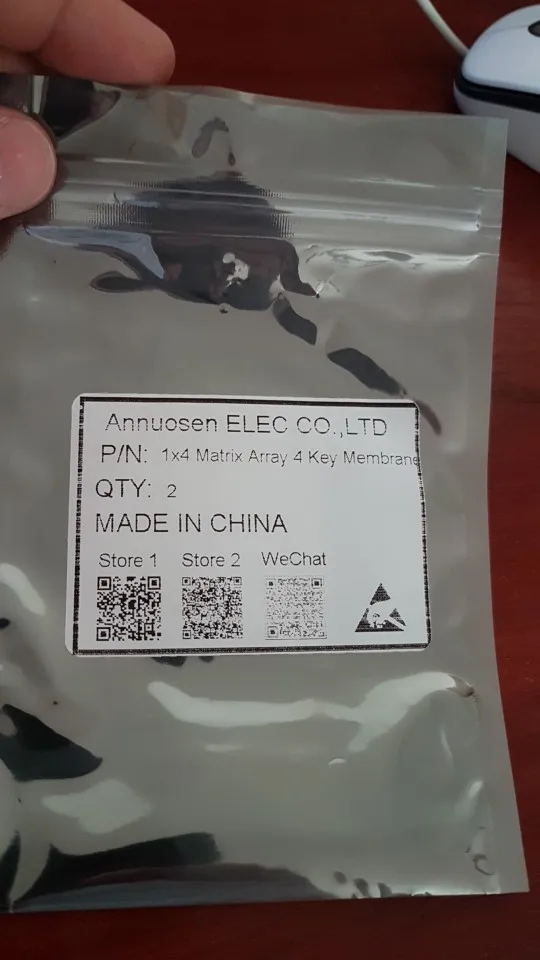 Annuosen ELEC CO.,LTD
P/N: 1x4 Matrix Array 4 Key Membrane
QTY: 2
MADE IN CHINA
Store 1 Store 2 WeChat